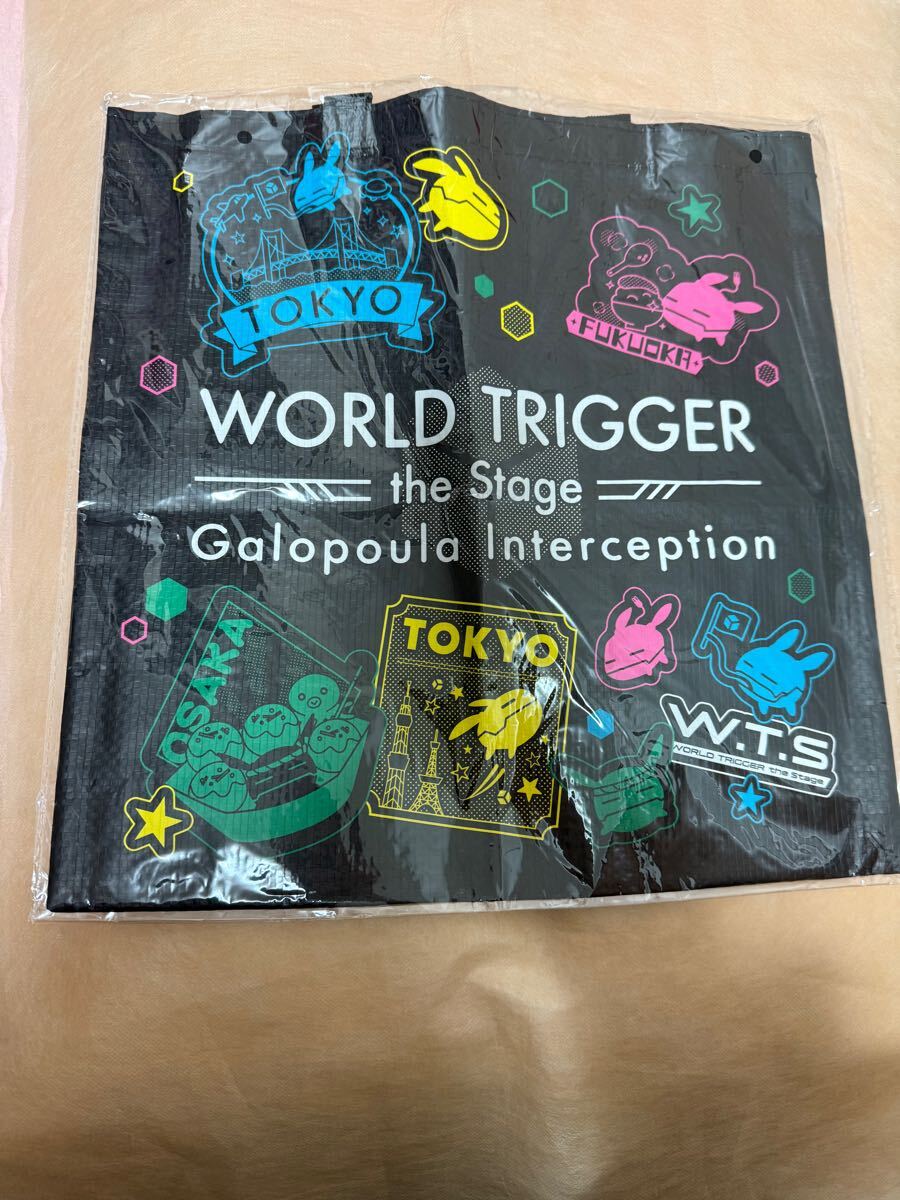 TOKYO
FUKUOKA
WORLD TRIGGER
the Stage
Galopoula Interception
OSAKA
TOKYO
W.T.S
WORLD TRIGGER the Stage